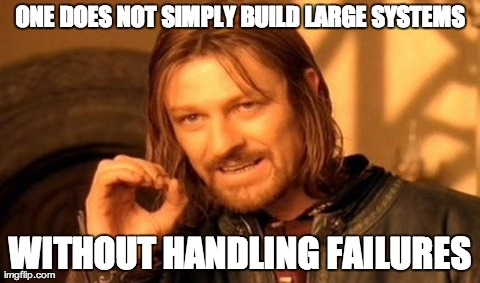 ONE DOES NOT SIMPLY BUILD LARGE SYSTEMS
WITHOUT HANDLING FAILURES
imgflip.com